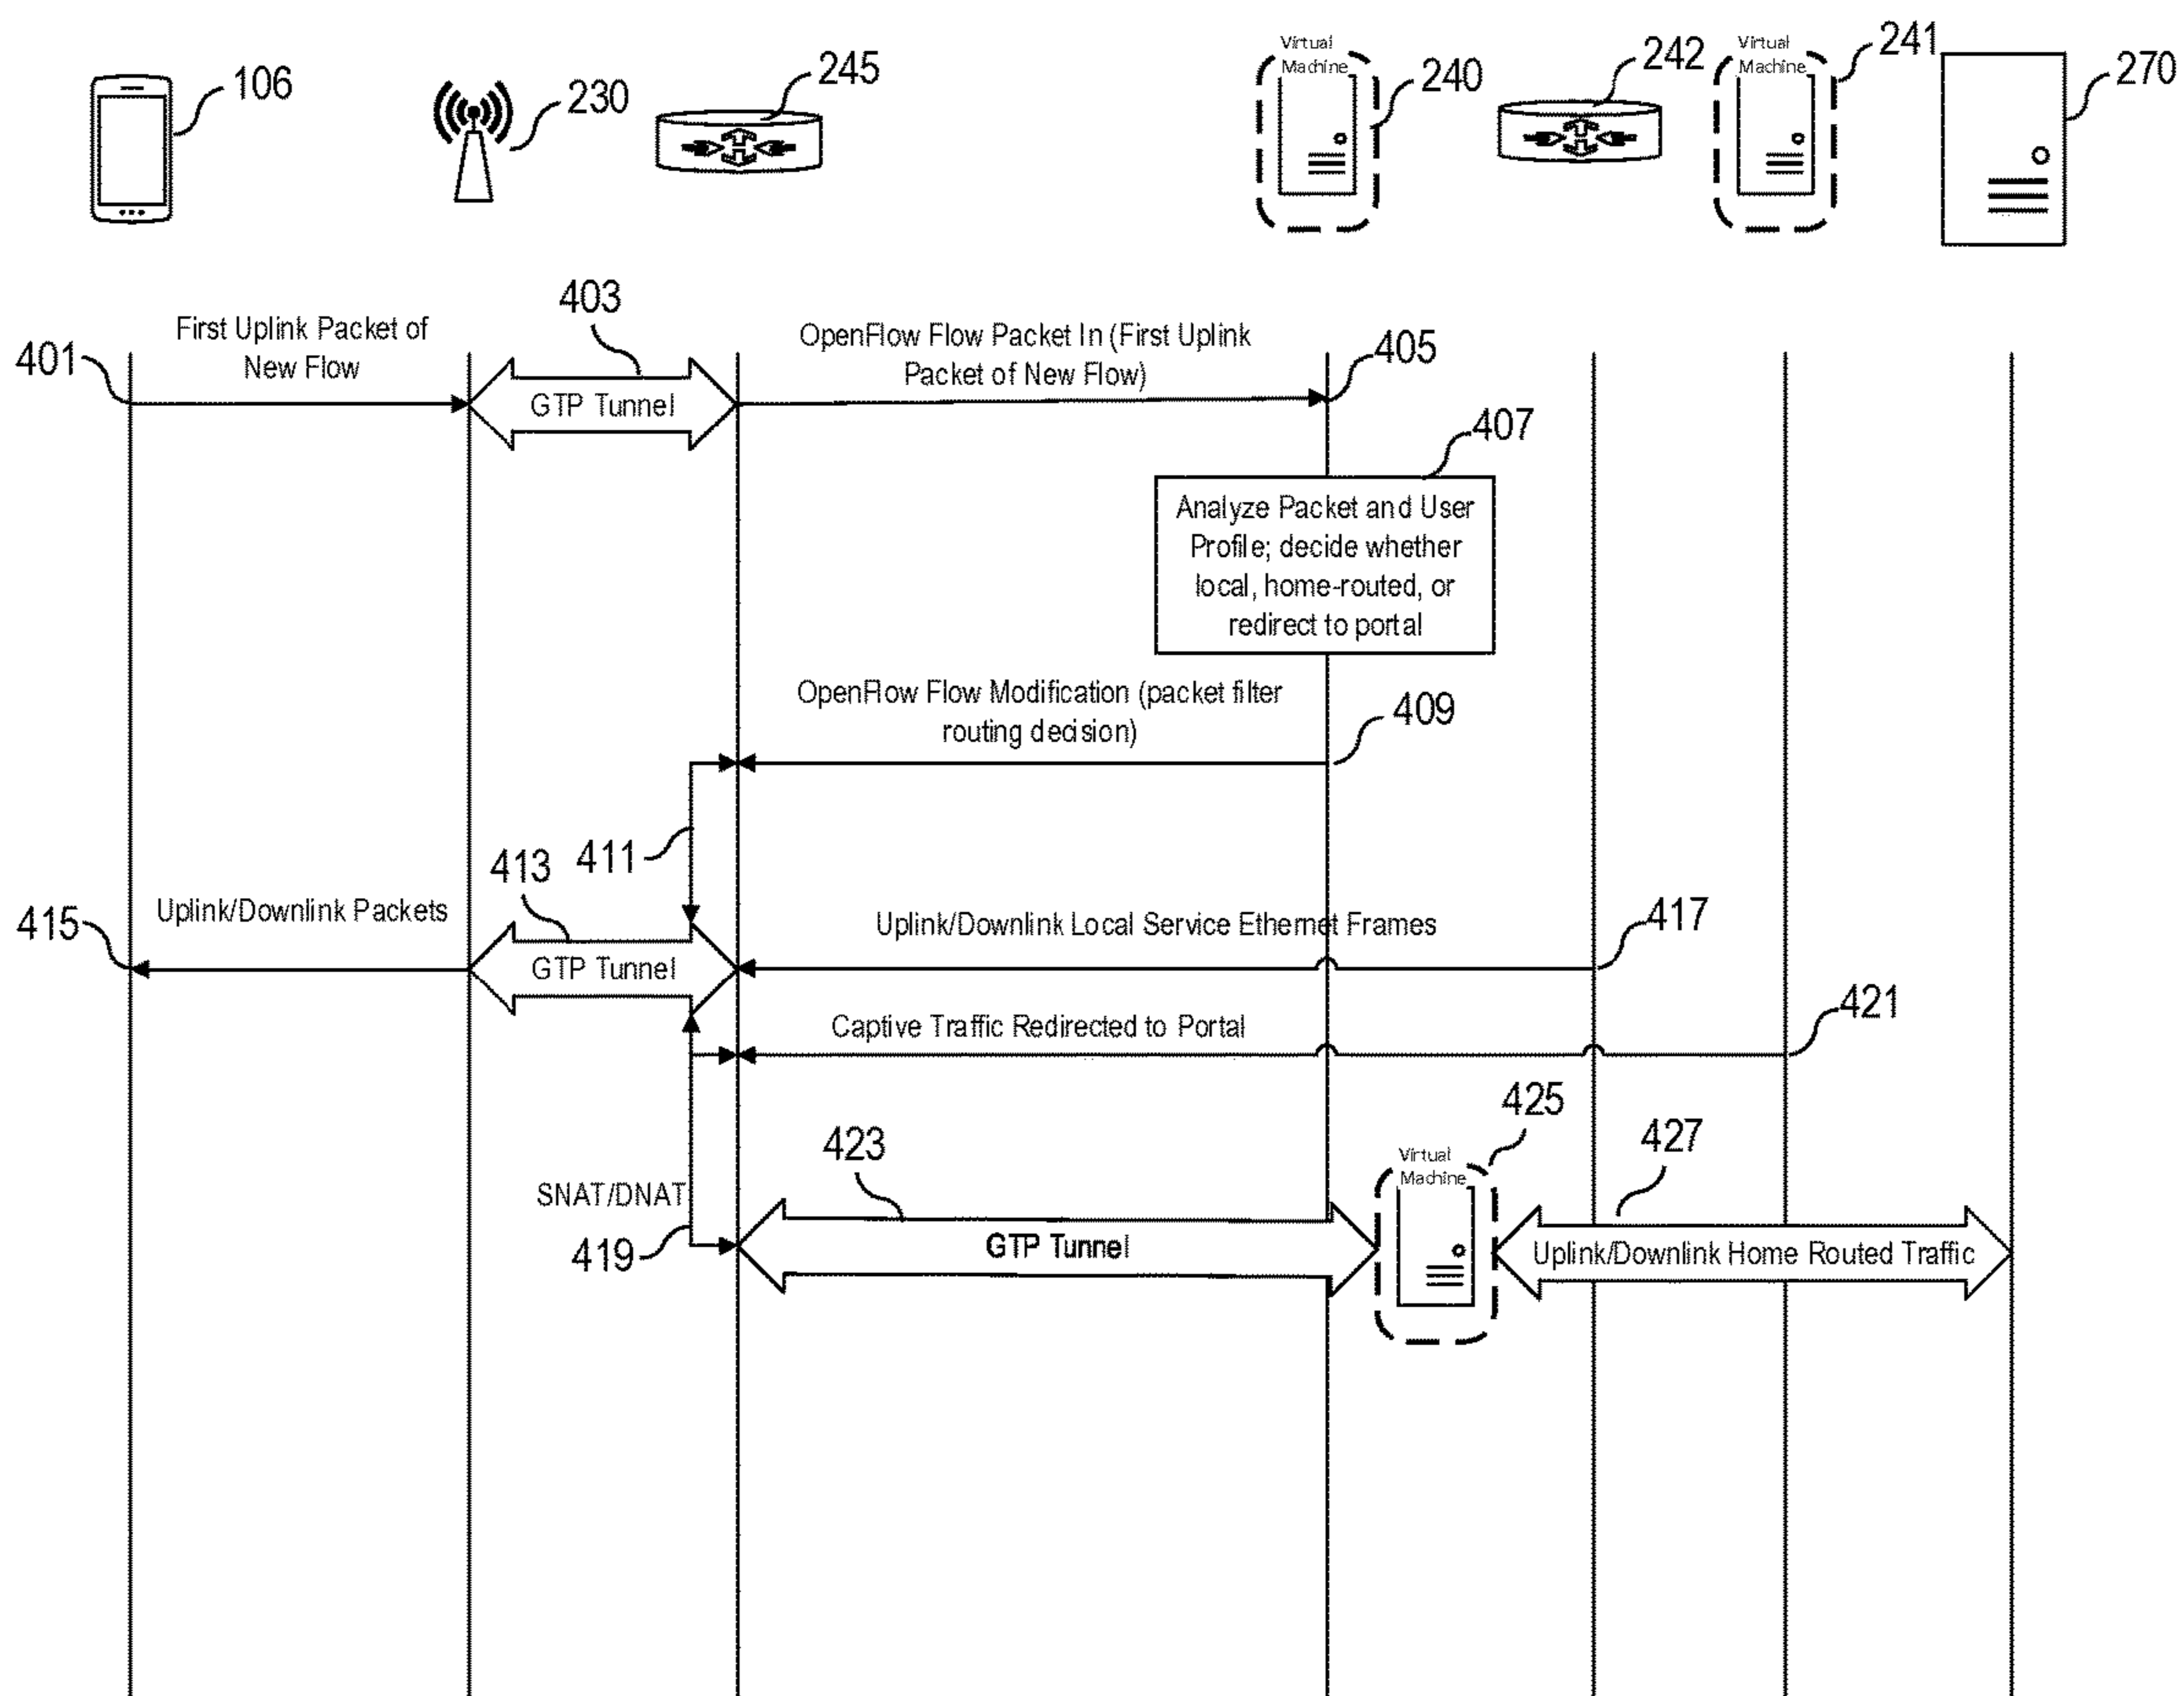 106
230
245
Virtual
Machine
240
242
Virtual
Machine
241
270
401
First Uplink Packet of
New Flow
403
GTP Tunnel
OpenFlow Flow Packet In (First Uplink
Packet of New Flow)
405
407
Analyze Packet and User
Profile; decide whether
local, home-routed, or
redirect to portal
OpenFlow Flow Modification (packet filter
routing decision)
409
411
413
415
Uplink/Downlink Packets
GTP Tunnel
Uplink/Downlink Local Service Ethernet Frames
417
Captive Traffic Redirected to Portal
421
SNAT/DNAT
419
423
GTP Tunnel
Virtual
Machine
425
427
Uplink/Downlink Home Routed Traffic